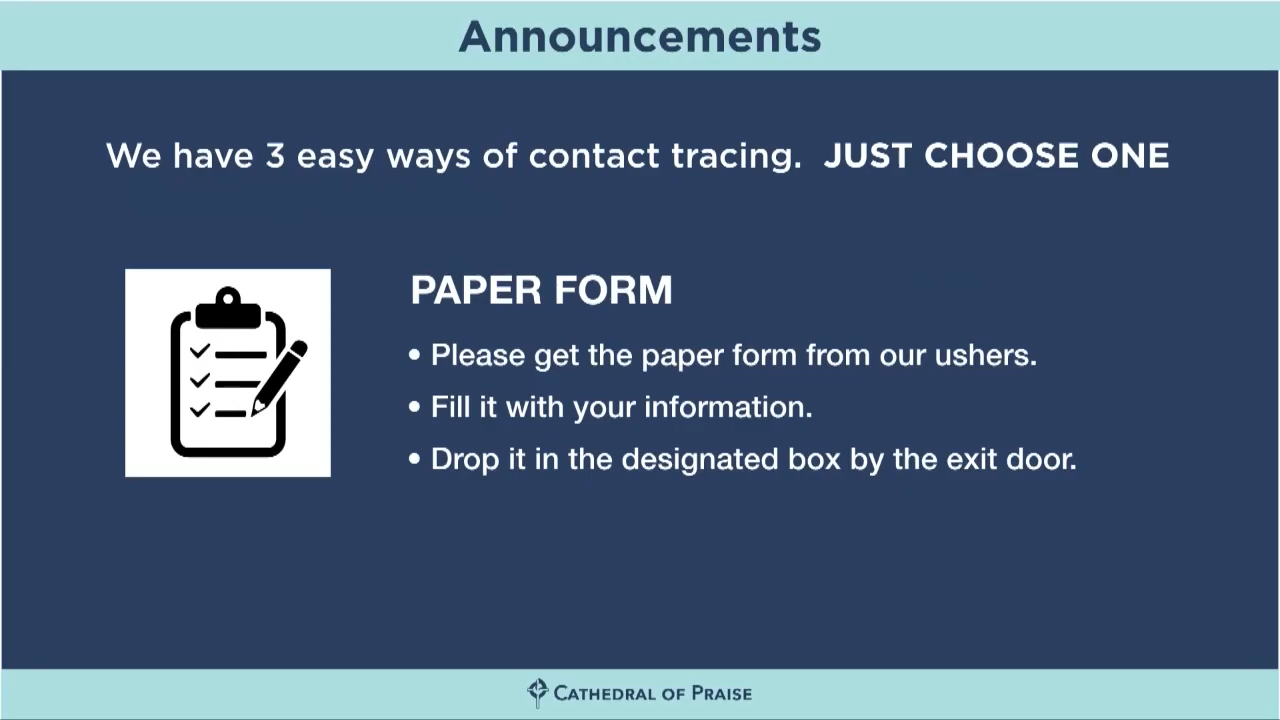 Announcements
We have 3 easy ways of contact tracing. JUST CHOOSE ONE
PAPER FORM
• Please get the paper form from our ushers.
• Fill it with your information.
• Drop it in the designated box by the exit door.
CATHEDRAL OF PRAISE